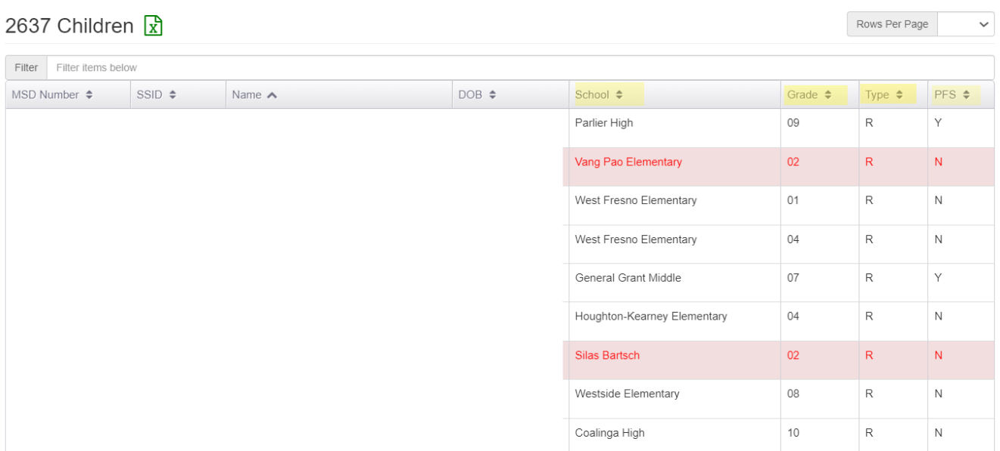 2637 Children
Rows Per Page
Filter Filter items below
MSD Number SSID Name DOB School Grade Type PFS
Parlier High 09 R Y
Vang Pao Elementary 02 R N
West Fresno Elementary 01 R N
West Fresno Elementary 04 R N
General Grant Middle 07 R Y
Houghton-Kearney Elementary 04 R N
Silas Bartsch 02 R N
Westside Elementary 08 R N
Coalinga High 10 R N